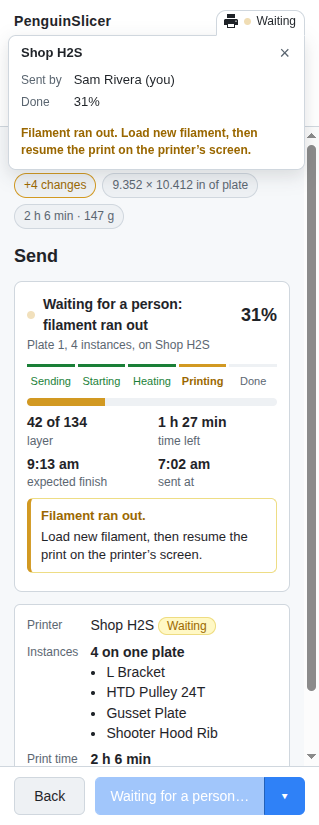 PenguinSlicer
Waiting
Shop H2S ×
Sent by Sam Rivera (you)
Done 31%
Filament ran out. Load new filament, then
resume the print on the printer’s screen.
+4 changes 9.352 × 10.412 in of plate
2 h 6 min · 147 g
Send
Waiting for a person:
filament ran out
31%
Plate 1, 4 instances, on Shop H2S
Sending Starting Heating Printing Done
42 of 134 1 h 27 min
layer time left
9:13 am 7:02 am
expected finish sent at
Filament ran out.
Load new filament, then resume the
print on the printer’s screen.
Printer Shop H2S Waiting
Instances 4 on one plate
• L Bracket
• HTD Pulley 24T
• Gusset Plate
• Shooter Hood Rib
Print time 2 h 6 min
Back Waiting for a person…